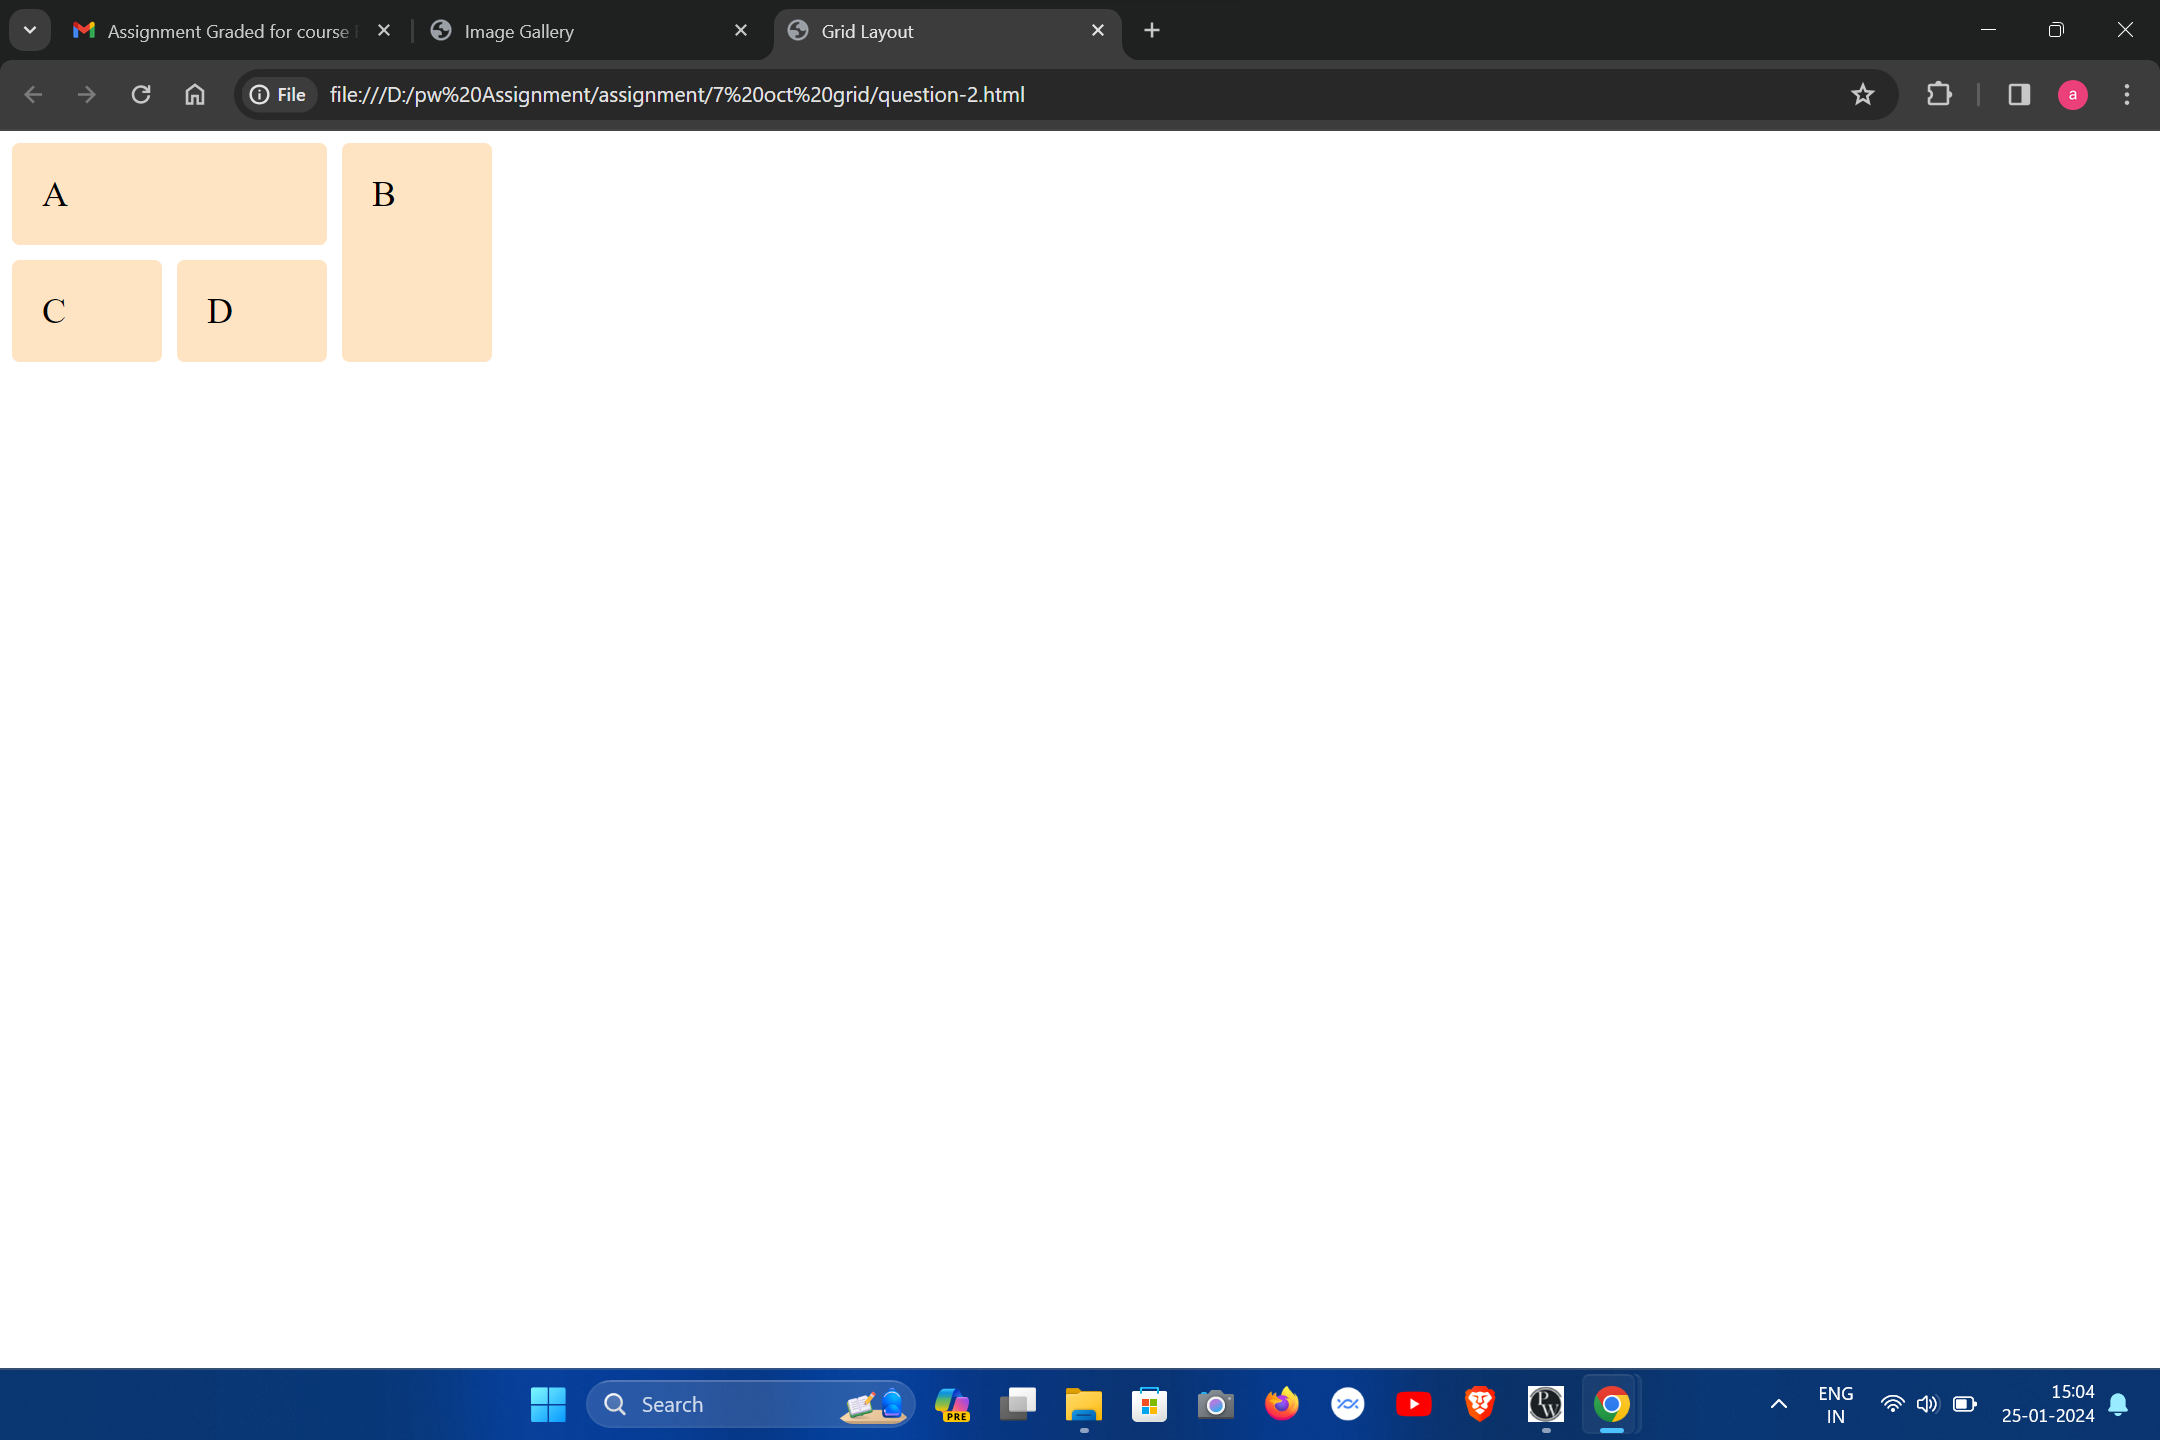 Assignment Graded for course
Image Gallery
Grid Layout
File
file:///D:/pw%20Assignment/assignment/7%20oct%20grid/question-2.html
a
A
B
C
D
Search
PRE
PW
ENG
IN
15:04
25-01-2024